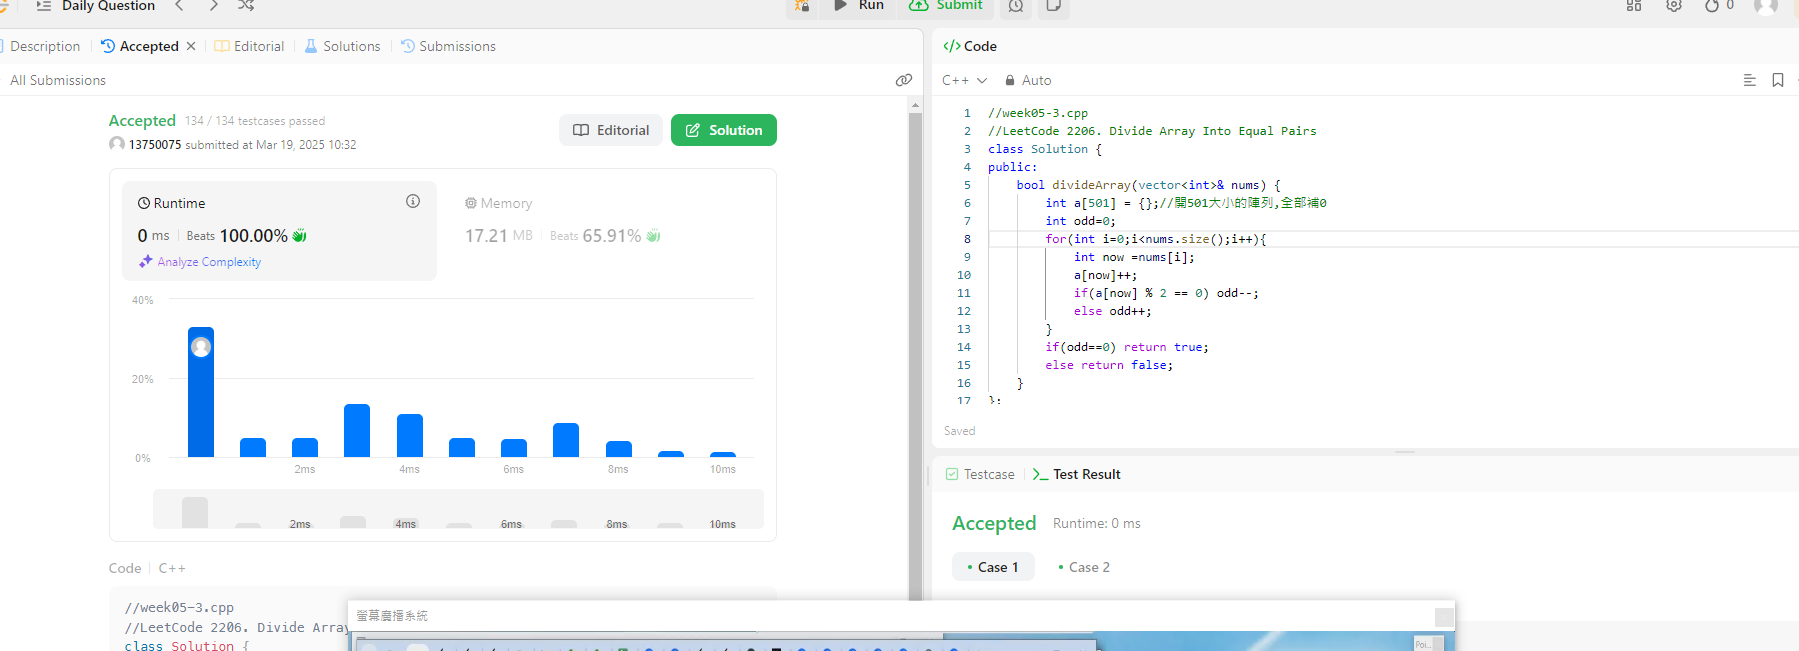 Daily Question
Run
Submit
0
Description
Accepted
Editorial
Solutions
Submissions
All Submissions
Accepted 134 / 134 testcases passed
13750075 submitted at Mar 19, 2025 10:32
Editorial
Solution
Runtime
0 ms
Beats 100.00%
Analyze Complexity
Memory
17.21 MB
Beats 65.91%
40%
20%
0%
2ms
4ms
6ms
8ms
10ms
2ms
4ms
6ms
8ms
10ms
Code
C++
//week05-3.cpp
//LeetCode 2206. Divide Array
class Solution {
螢幕廣播系統
</> Code
C++
Auto
1 //week05-3.cpp
2 //LeetCode 2206. Divide Array Into Equal Pairs
3 class Solution {
4 public:
5 bool divideArray(vector<int>& nums) {
6 int a[501] = {};//開501大小的陣列,全部補0
7 int odd=0;
8 for(int i=0;i<nums.size();i++){
9 int now =nums[i];
10 a[now]++;
11 if(a[now] % 2 == 0) odd--;
12 else odd++;
13 }
14 if(odd==0) return true;
15 else return false;
16 }
17 };
Saved
Testcase
Test Result
Accepted
Runtime: 0 ms
Case 1
Case 2